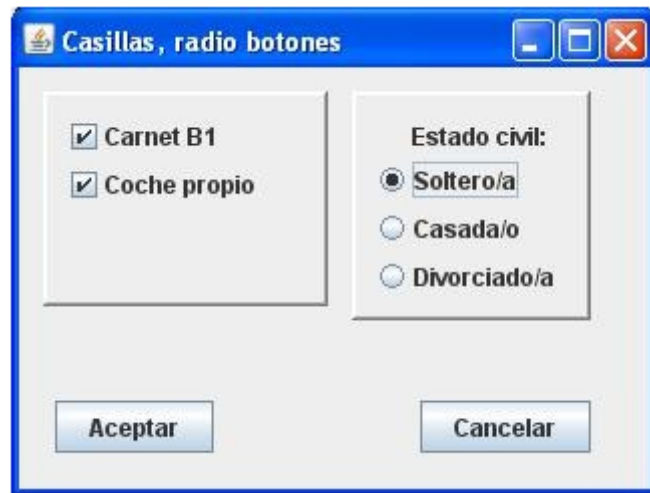 Casillas, radio botones
Carnet B1
Coche propio
Estado civil:
Soltero/a
Casada/o
Divorciado/a
Aceptar
Cancelar